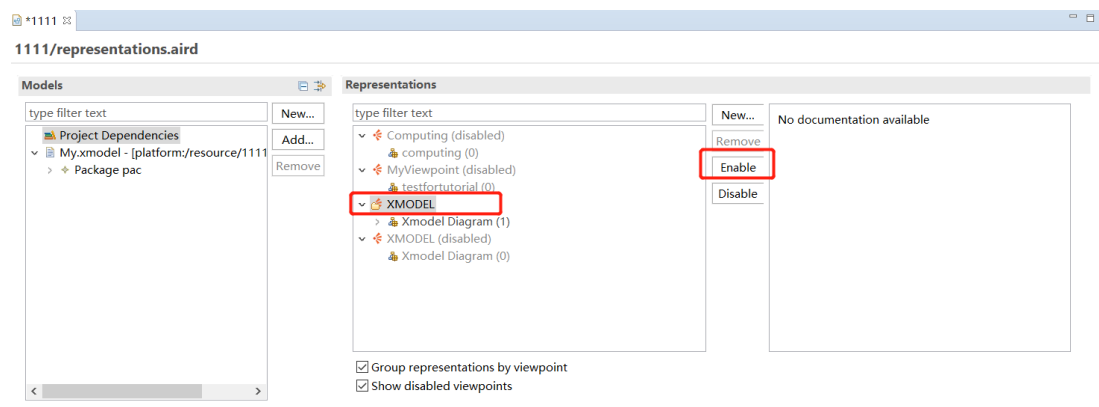 *1111
1111/representations.aird
Models
type filter text
New...
Project Dependencies
Add...
My.xmodel - [platform:/resource/1111
Remove
Package pac
Representations
type filter text
New...
Computing (disabled)
Remove
computing (0)
MyViewpoint (disabled)
Enable
testfortutorial (0)
Disable
XMODEL
Xmodel Diagram (1)
XMODEL (disabled)
Xmodel Diagram (0)
No documentation available
Group representations by viewpoint
Show disabled viewpoints